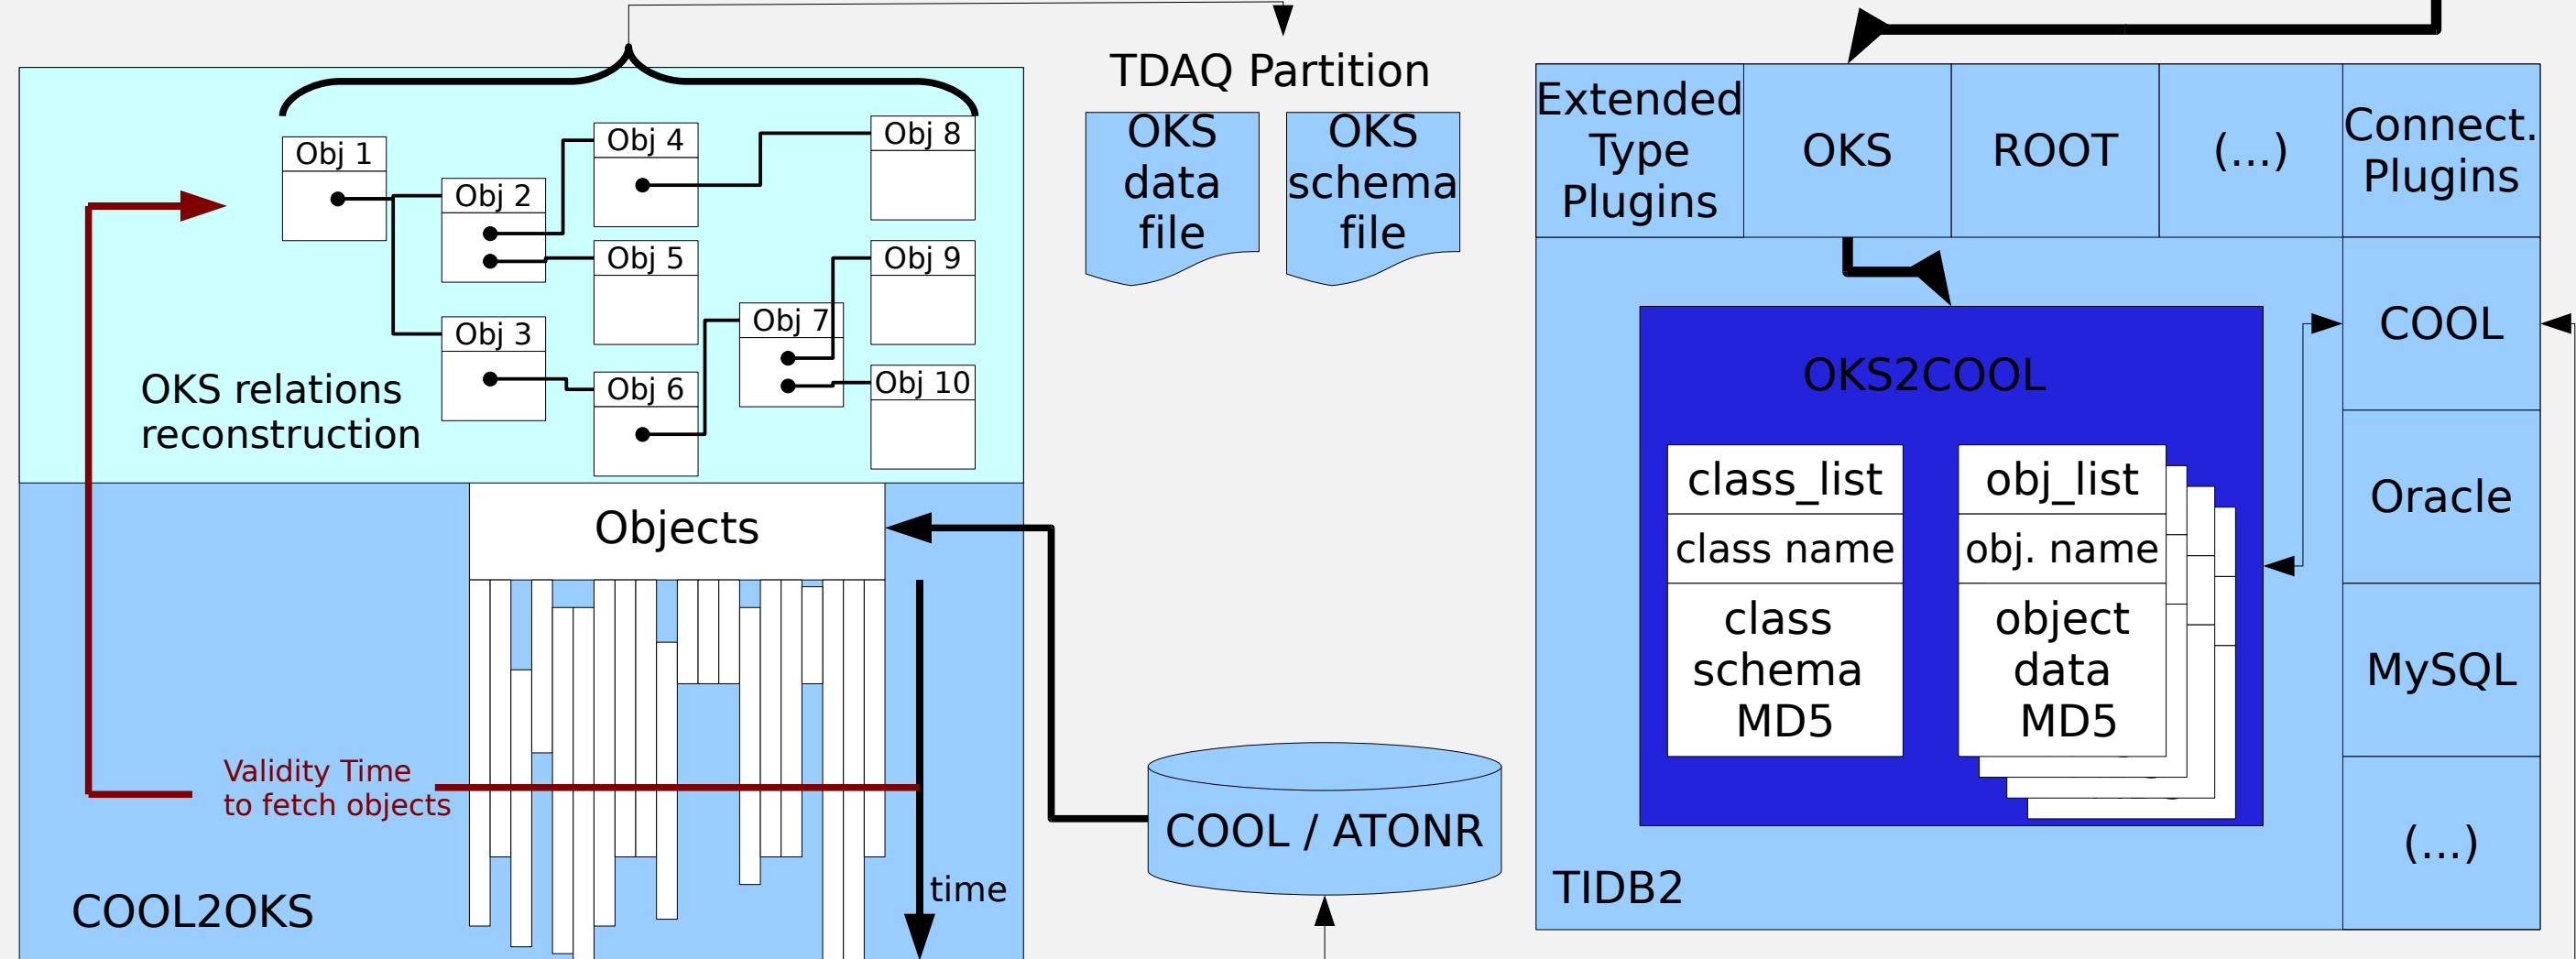 TDAQ Partition
OKS
data
file
OKS
schema
file
Obj 1
Obj 2
Obj 3
Obj 4
Obj 5
Obj 6
Obj 7
Obj 8
Obj 9
Obj 10
OKS relations
reconstruction
Objects
Validity Time
to fetch objects
time
COOL2OKS
COOL / ATONR
Extended
Type
Plugins
OKS
ROOT
(...)
Connect.
Plugins
COOL
Oracle
MySQL
(...)
OKS2COOL
class_list
class name
class
schema
MD5
obj_list
obj. name
object
data
MD5
TIDB2